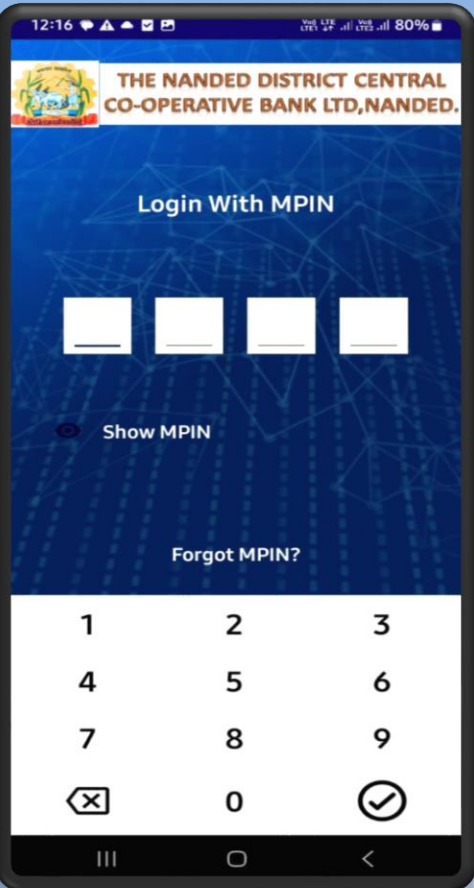 12:16 80%
THE NANDED DISTRICT CENTRAL
CO-OPERATIVE BANK LTD,NANDED.
Login With MPIN
Show MPIN
Forgot MPIN?
1 2 3
4 5 6
7 8 9
0